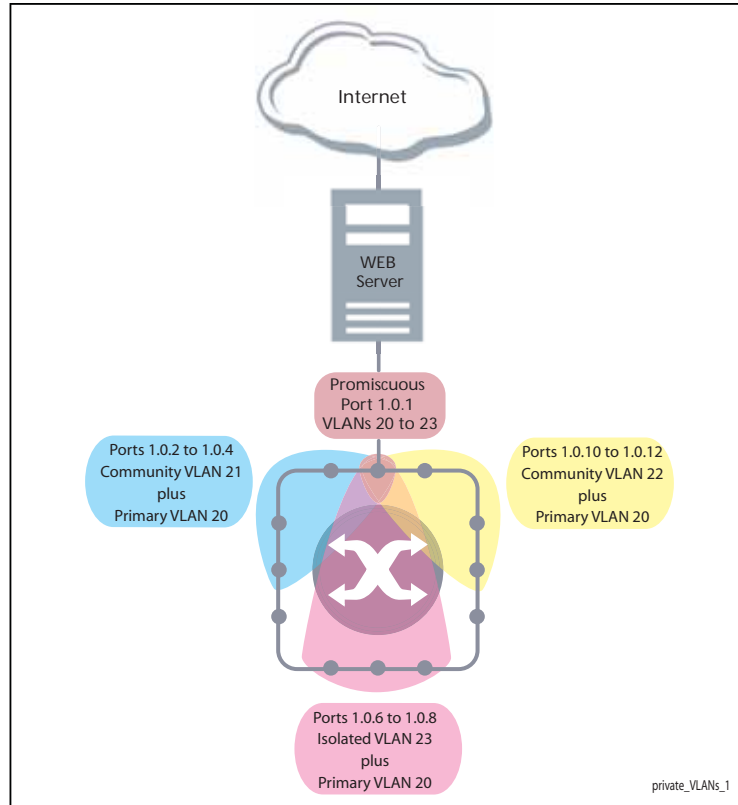 Internet
WEB
Server
Promiscuous
Port 1.0.1
VLANs 20 to 23
Ports 1.0.2 to 1.0.4
Community VLAN 21
plus
Primary VLAN 20
Ports 1.0.10 to 1.0.12
Community VLAN 22
plus
Primary VLAN 20
Ports 1.0.6 to 1.0.8
Isolated VLAN 23
plus
Primary VLAN 20
private_VLANs_1